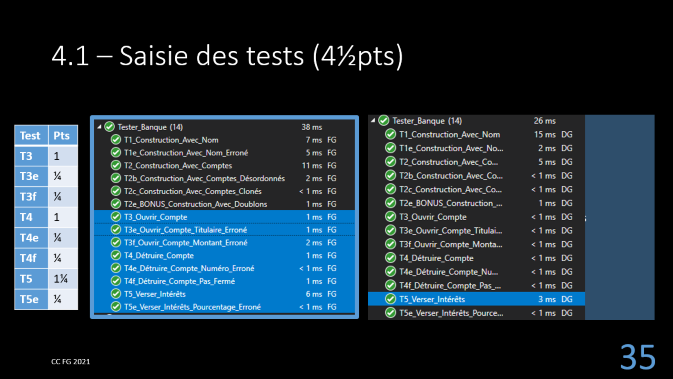 4.1 – Saisie des tests (4½pts)
Test Pts
T3 1
T3e ¼
T3f ¼
T4 1
T4e ¼
T4f ¼
T5 1¼
T5e ¼
Tester_Banque (14) 38 ms
T1_Construction_Avec_Nom 7 ms FG
T1e_Construction_Avec_Nom_Erroné 5 ms FG
T2_Construction_Avec_Comptes 11 ms FG
T2b_Construction_Avec_Comptes_Désordonnés 2 ms FG
T2c_Construction_Avec_Comptes_Clonés < 1 ms FG
T2e_BONUS_Construction_Avec_Doublons 1 ms FG
T3_Ouvrir_Compte 1 ms FG
T3e_Ouvrir_Compte_Titulaire_Erroné 1 ms FG
T3f_Ouvrir_Compte_Montant_Erroné 2 ms FG
T4_Détruire_Compte 1 ms FG
T4e_Détruire_Compte_Numéro_Erroné < 1 ms FG
T4f_Détruire_Compte_Pas_Fermé 1 ms FG
T5_Verser_Intérêts 6 ms FG
T5e_Verser_Intérêts_Pourcentage_Erroné < 1 ms FG
Tester_Banque (14) 26 ms
T1_Construction_Avec_Nom 15 ms DG
T1e_Construction_Avec_No... 2 ms DG
T2_Construction_Avec_Co... 5 ms DG
T2b_Construction_Avec_Co... < 1 ms DG
T2c_Construction_Avec_Co... < 1 ms DG
T2e_BONUS_Construction_... 1 ms DG
T3_Ouvrir_Compte < 1 ms DG
T3e_Ouvrir_Compte_Titulai... < 1 ms DG
T3f_Ouvrir_Compte_Monta... < 1 ms DG
T4_Détruire_Compte < 1 ms DG
T4e_Détruire_Compte_Nu... < 1 ms DG
T4f_Détruire_Compte_Pas_... < 1 ms DG
T5_Verser_Intérêts 3 ms DG
T5e_Verser_Intérêts_Pource... < 1 ms DG
CC FG 2021
35